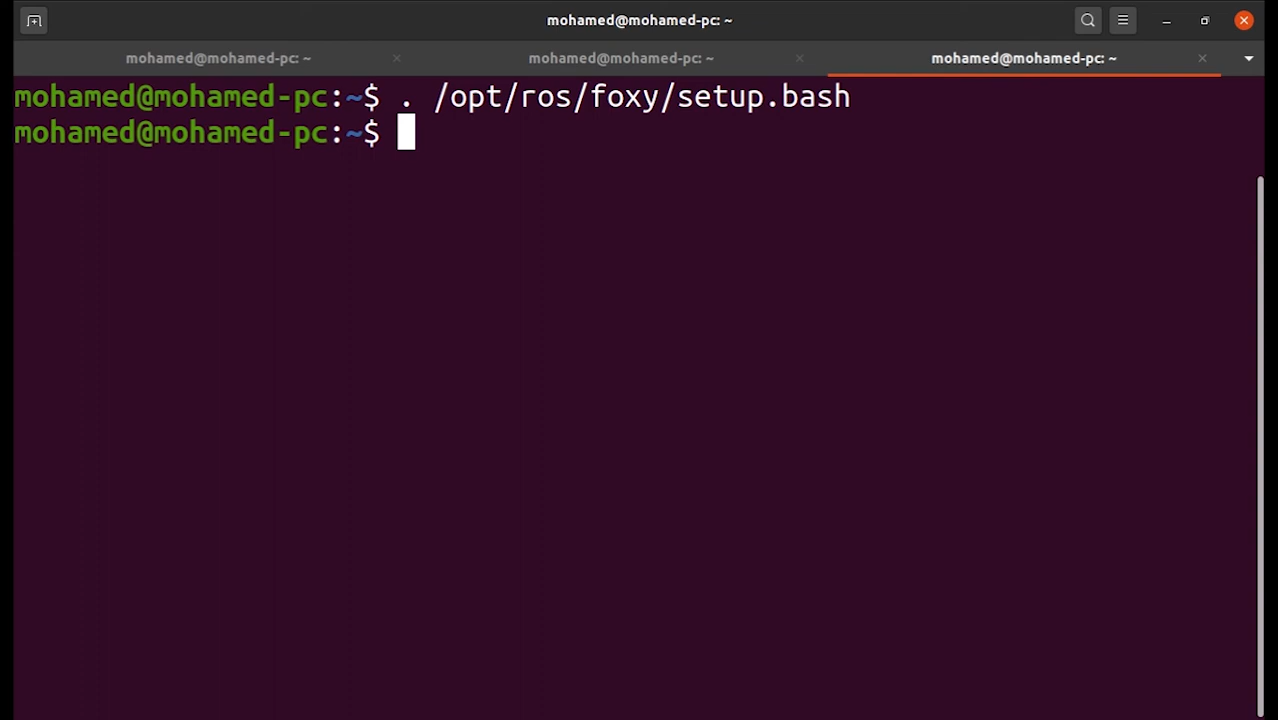 mohamed@mohamed-pc: ~
mohamed@mohamed-pc: ~ mohamed@mohamed-pc: ~ mohamed@mohamed-pc: ~
mohamed@mohamed-pc:~$ . /opt/ros/foxy/setup.bash
mohamed@mohamed-pc:~$